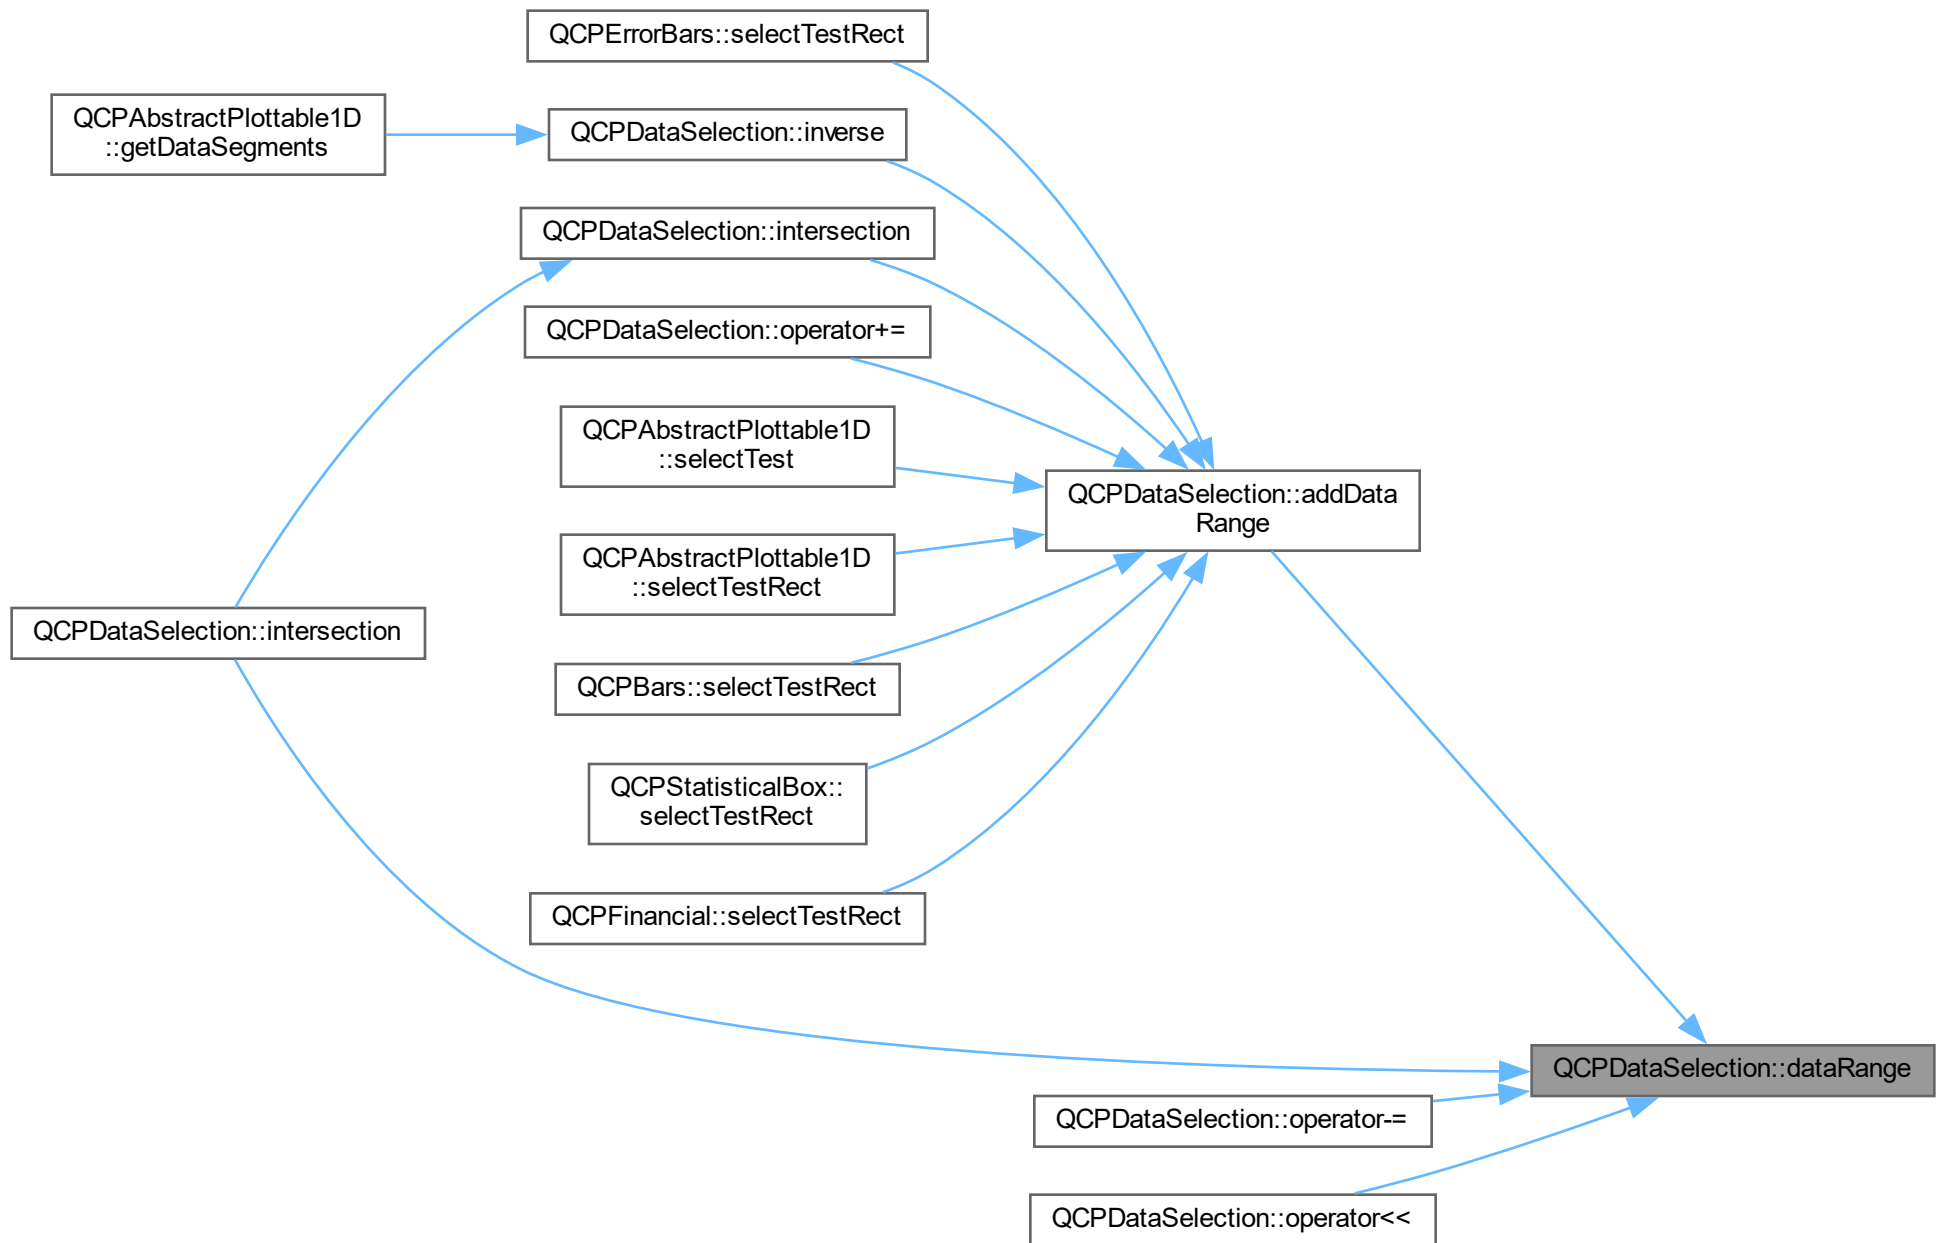 QCPErrorBars::selectTestRect
QCPAbstractPlottable1D
::getDataSegments
QCPDataSelection::inverse
QCPDataSelection::intersection
QCPDataSelection::operator+=
QCPAbstractPlottable1D
::selectTest
QCPDataSelection::addData
Range
QCPAbstractPlottable1D
::selectTestRect
QCPDataSelection::intersection
QCPBars::selectTestRect
QCPStatisticalBox::
selectTestRect
QCPFinancial::selectTestRect
QCPDataSelection::dataRange
QCPDataSelection::operator-=
QCPDataSelection::operator<<